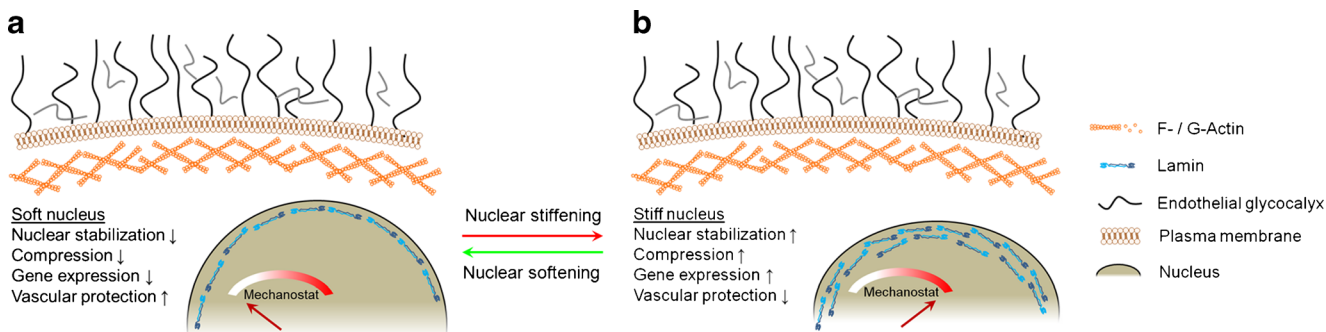 a
Soft nucleus
Nuclear stabilization ↓
Compression ↓
Gene expression ↓
Vascular protection ↑
Mechanostat
Nuclear stiffening
Nuclear softening
b
Stiff nucleus
Nuclear stabilization ↑
Compression ↑
Gene expression ↑
Vascular protection ↓
Mechanostat
F- / G-Actin
Lamin
Endothelial glycocalyx
Plasma membrane
Nucleus